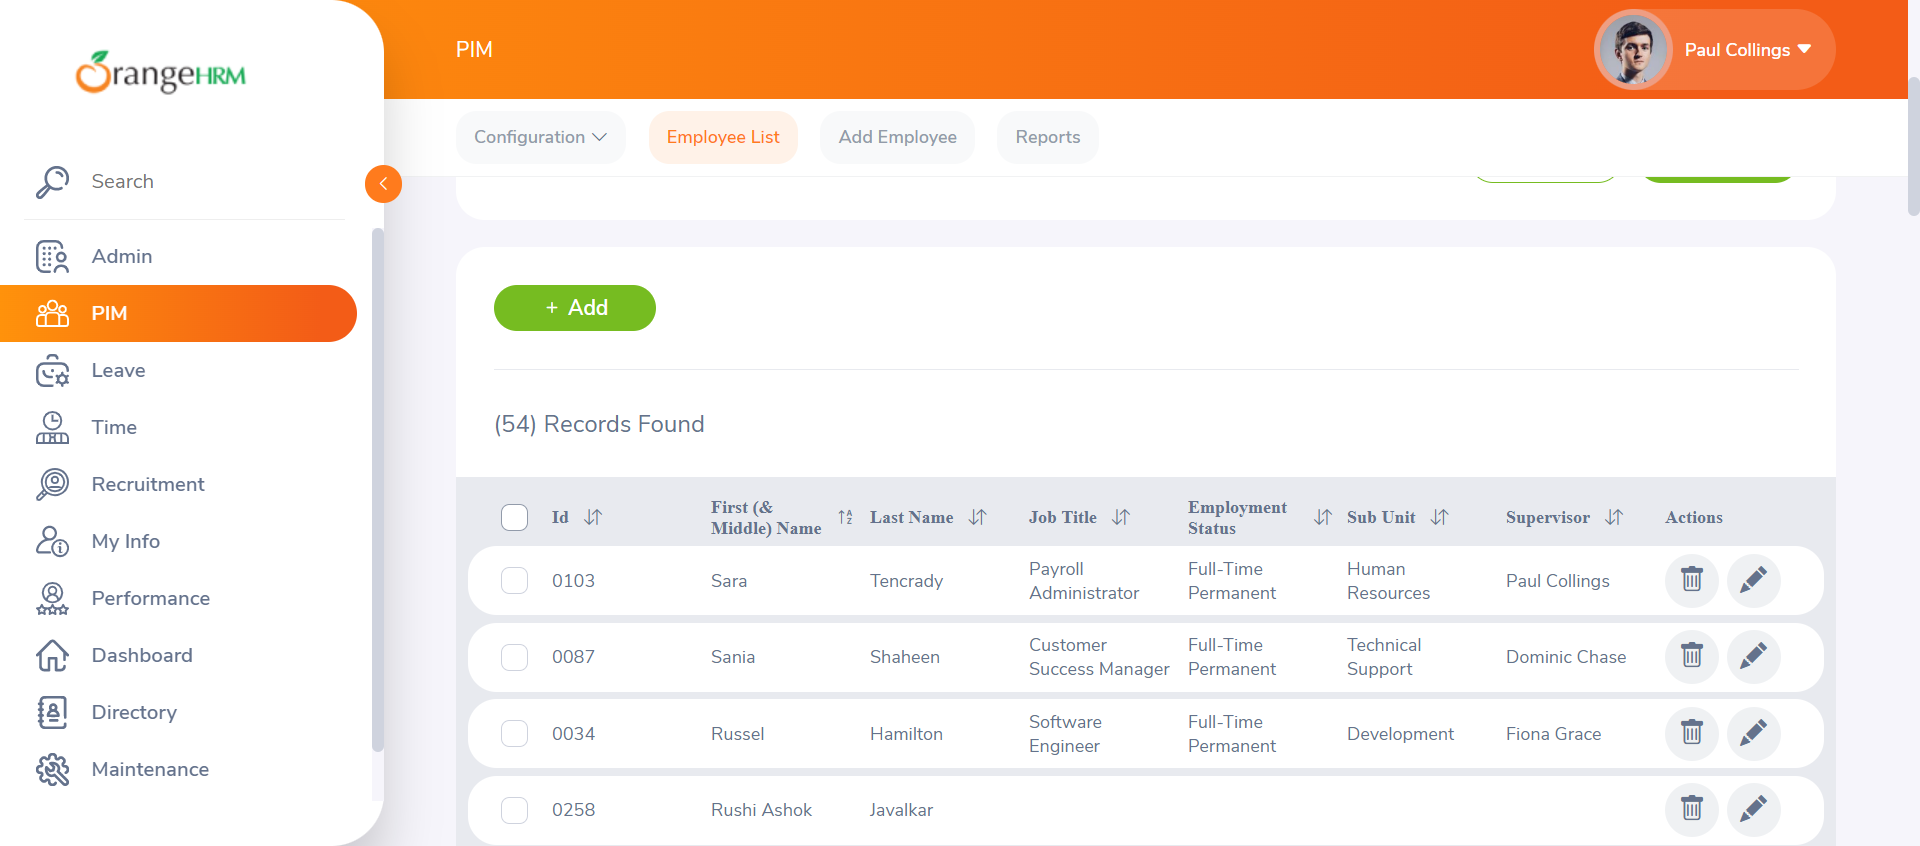 OrangeHRM
PIM
Paul Collings
Configuration
Employee List
Add Employee
Reports
Search
Admin
PIM
Leave
Time
Recruitment
My Info
Performance
Dashboard
Directory
Maintenance
+ Add
(54) Records Found
Id
First (&
Middle) Name
Last Name
Job Title
Employment
Status
Sub Unit
Supervisor
Actions
0103
Sara
Tencrady
Payroll
Administrator
Full-Time
Permanent
Human
Resources
Paul Collings
0087
Sania
Shaheen
Customer
Success Manager
Full-Time
Permanent
Technical
Support
Dominic Chase
0034
Russel
Hamilton
Software
Engineer
Full-Time
Permanent
Development
Fiona Grace
0258
Rushi Ashok
Javalkar